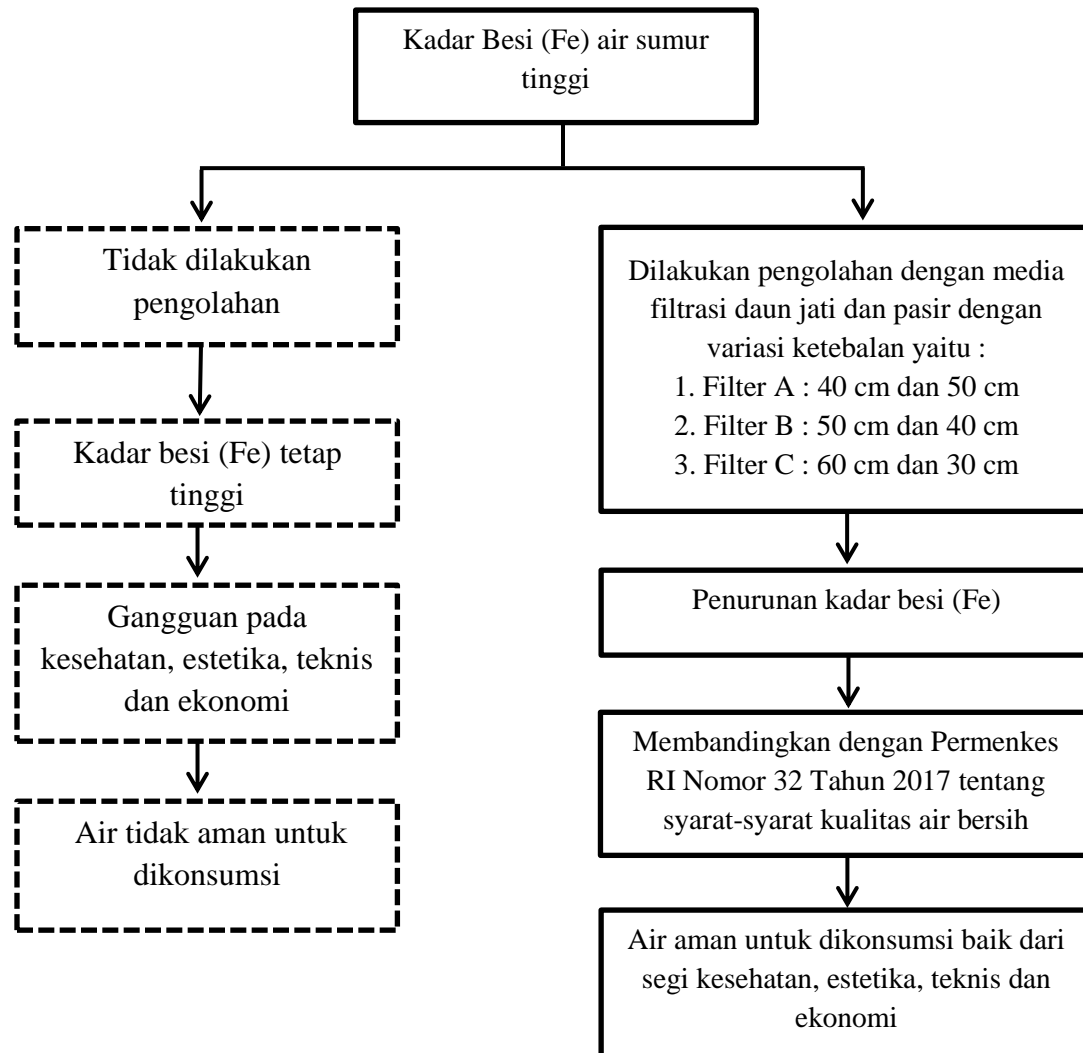 Kadar Besi (Fe) air sumur
tinggi
Tidak dilakukan
pengolahan
Kadar besi (Fe) tetap
tinggi
Gangguan pada
kesehatan, estetika, teknis
dan ekonomi
Air tidak aman untuk
dikonsumsi
Dilakukan pengolahan dengan media
filtrasi daun jati dan pasir dengan
variasi ketebalan yaitu :
1. Filter A : 40 cm dan 50 cm
2. Filter B : 50 cm dan 40 cm
3. Filter C : 60 cm dan 30 cm
Penurunan kadar besi (Fe)
Membandingkan dengan Permenkes
RI Nomor 32 Tahun 2017 tentang
syarat-syarat kualitas air bersih
Air aman untuk dikonsumsi baik dari
segi kesehatan, estetika, teknis dan
ekonomi